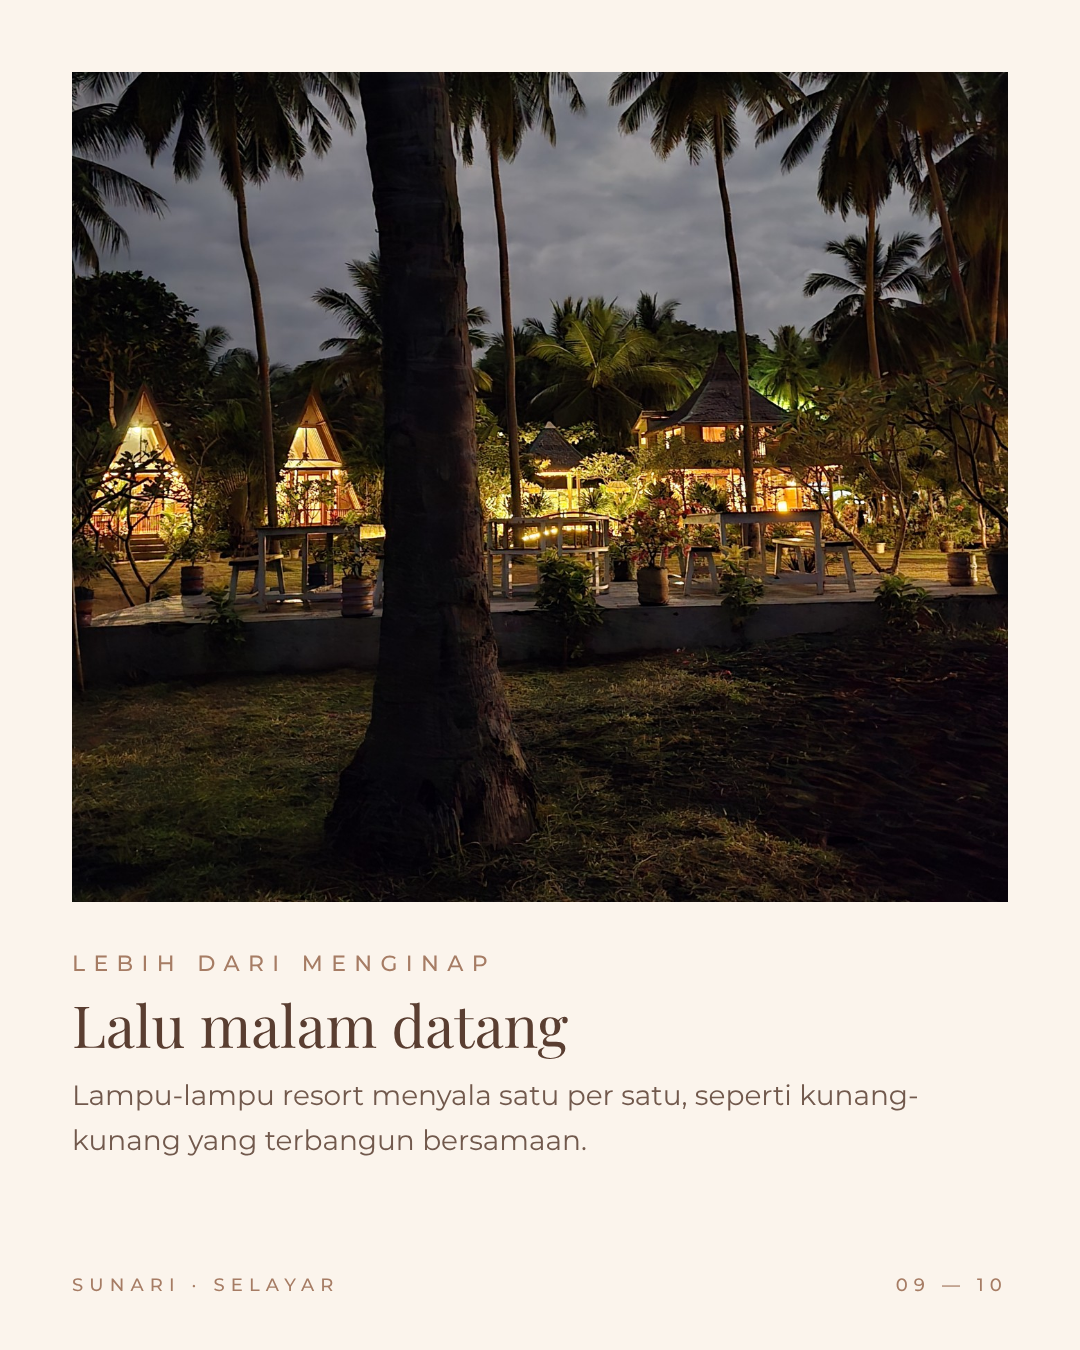 LEBIH DARI MENGINAP
Lalu malam datang
Lampu-lampu resort menyala satu per satu, seperti kunang-
kunang yang terbangun bersamaan.
SUNARI · SELAYAR
09 — 10